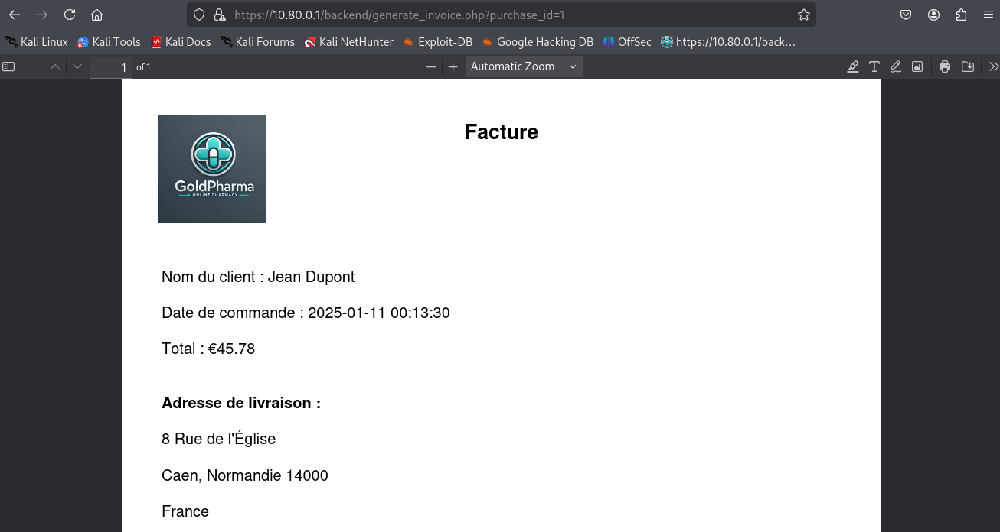 https://10.80.0.1/backend/generate_invoice.php?purchase_id=1
Kali Linux Kali Tools Kali Docs Kali Forums Kali NetHunter Exploit-DB Google Hacking DB OffSec https://10.80.0.1/back…
1 of 1 Automatic Zoom
Facture
GoldPharma
ONLINE PHARMACY
Nom du client : Jean Dupont
Date de commande : 2025-01-11 00:13:30
Total : €45.78
Adresse de livraison :
8 Rue de l'Église
Caen, Normandie 14000
France